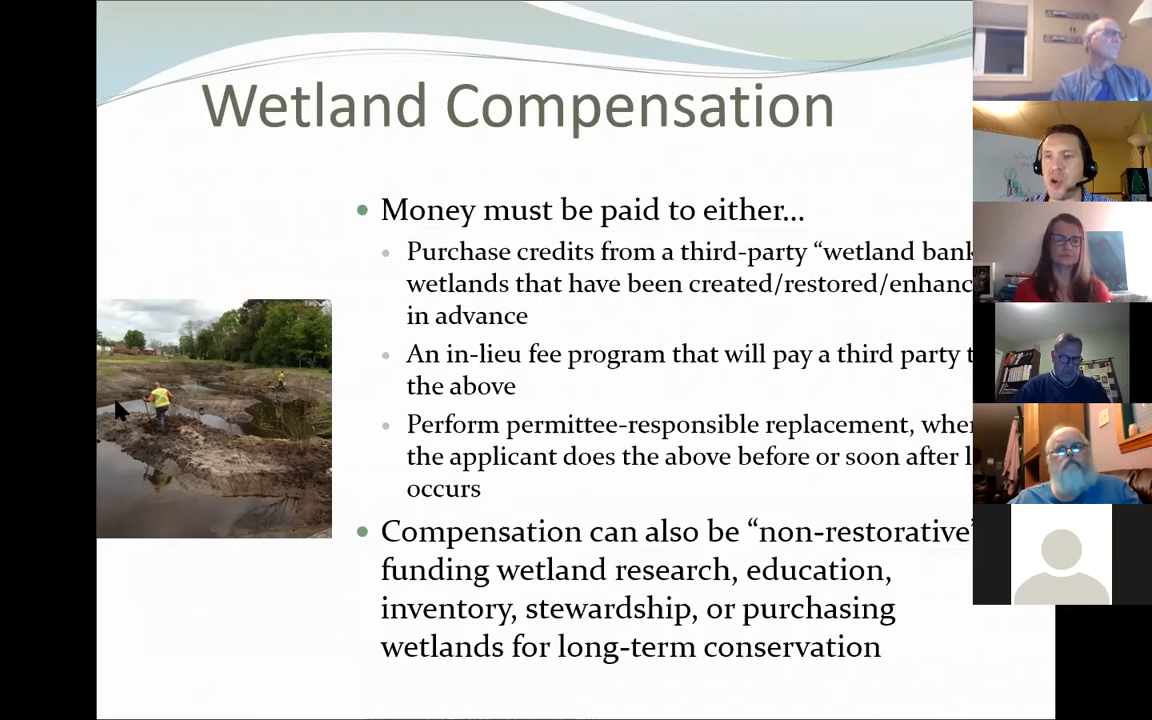 Wetland Compensation
Money must be paid to either...
Purchase credits from a third-party “wetland bank
wetlands that have been created/restored/enhanc
in advance
An in-lieu fee program that will pay a third party
the above
Perform permittee-responsible replacement,
the applicant does the above before or soon after
occurs
Compensation can also be “non-restorative”
funding wetland research, education,
inventory, stewardship, or purchasing
wetlands for long-term conservation